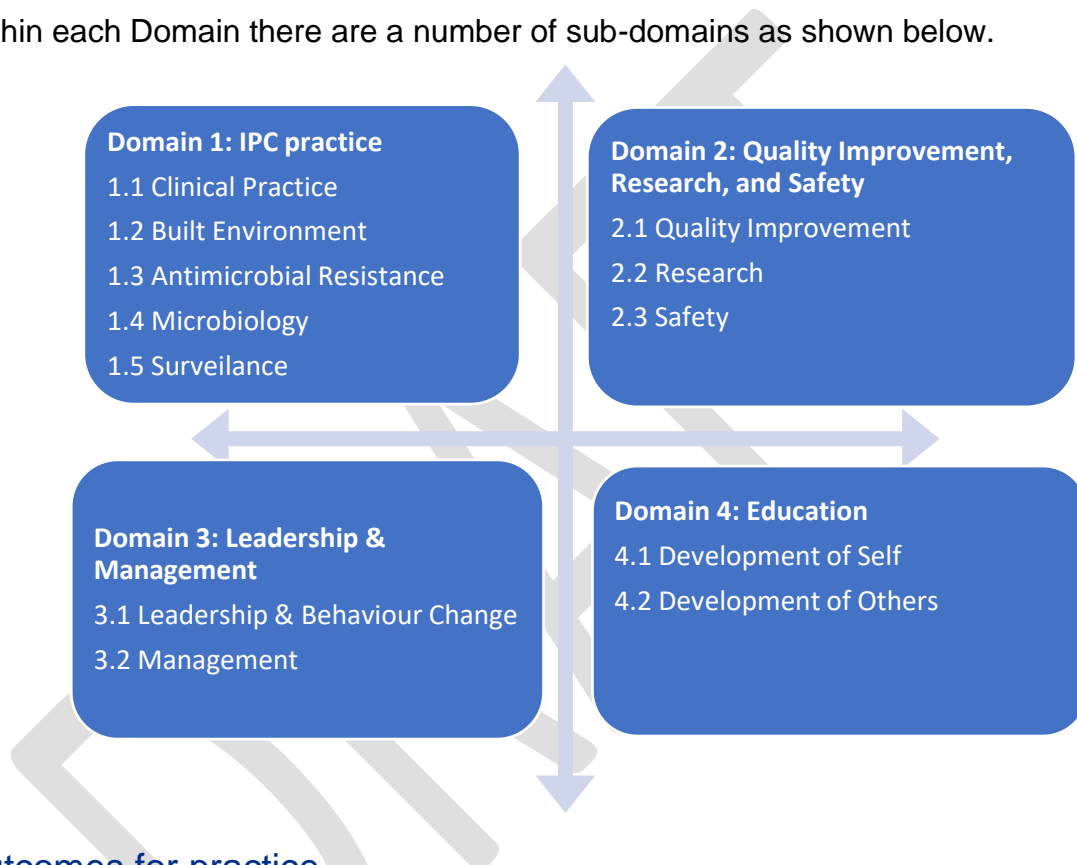 hin each Domain there are a number of sub-domains as shown below.
Domain 1: IPC practice
1.1 Clinical Practice
1.2 Built Environment
1.3 Antimicrobial Resistance
1.4 Microbiology
1.5 Surveilance
Domain 2: Quality Improvement,
Research, and Safety
2.1 Quality Improvement
2.2 Research
2.3 Safety
Domain 3: Leadership &
Management
3.1 Leadership & Behaviour Change
3.2 Management
Domain 4: Education
4.1 Development of Self
4.2 Development of Others
utcomes for practice